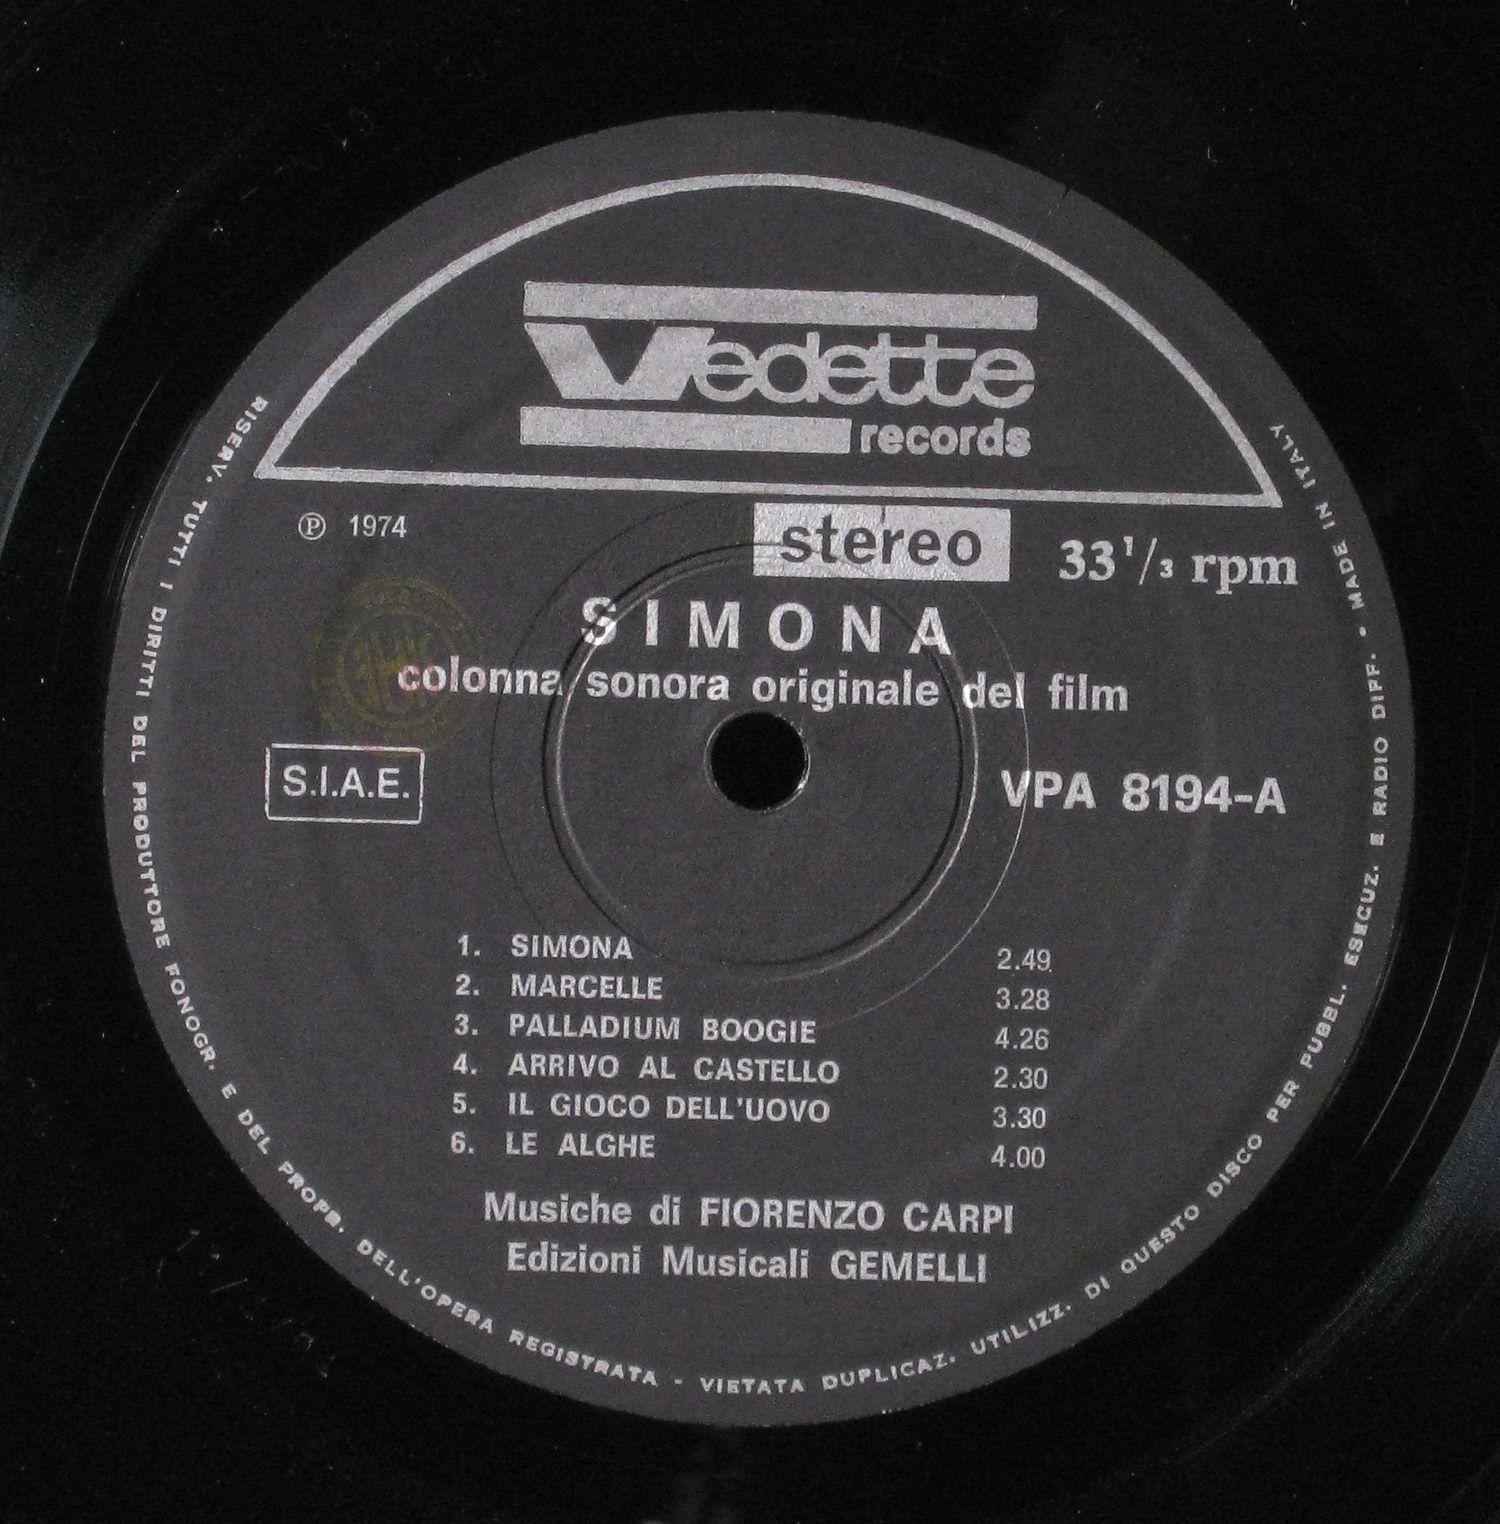 Vedette
records
℗ 1974
stereo
33 1/3 rpm
SIMONA
colonna sonora originale del film
S.I.A.E.
VPA 8194-A
1. SIMONA 2.49
2. MARCELLE 3.28
3. PALLADIUM BOOGIE 4.26
4. ARRIVO AL CASTELLO 2.30
5. IL GIOCO DELL'UOVO 3.30
6. LE ALGHE 4.00
Musiche di FIORENZO CARPI
Edizioni Musicali GEMELLI
RISERV. TUTTI I DIRITTI DEL PRODUTTORE FONOGR. E DEL PROPR. DELL'OPERA REGISTRATA - VIETATA DUPLICAZ. UTILIZZ. DI QUESTO DISCO PER PUBBL. ESECUZ. E RADIO DIFF. - MADE IN ITALY